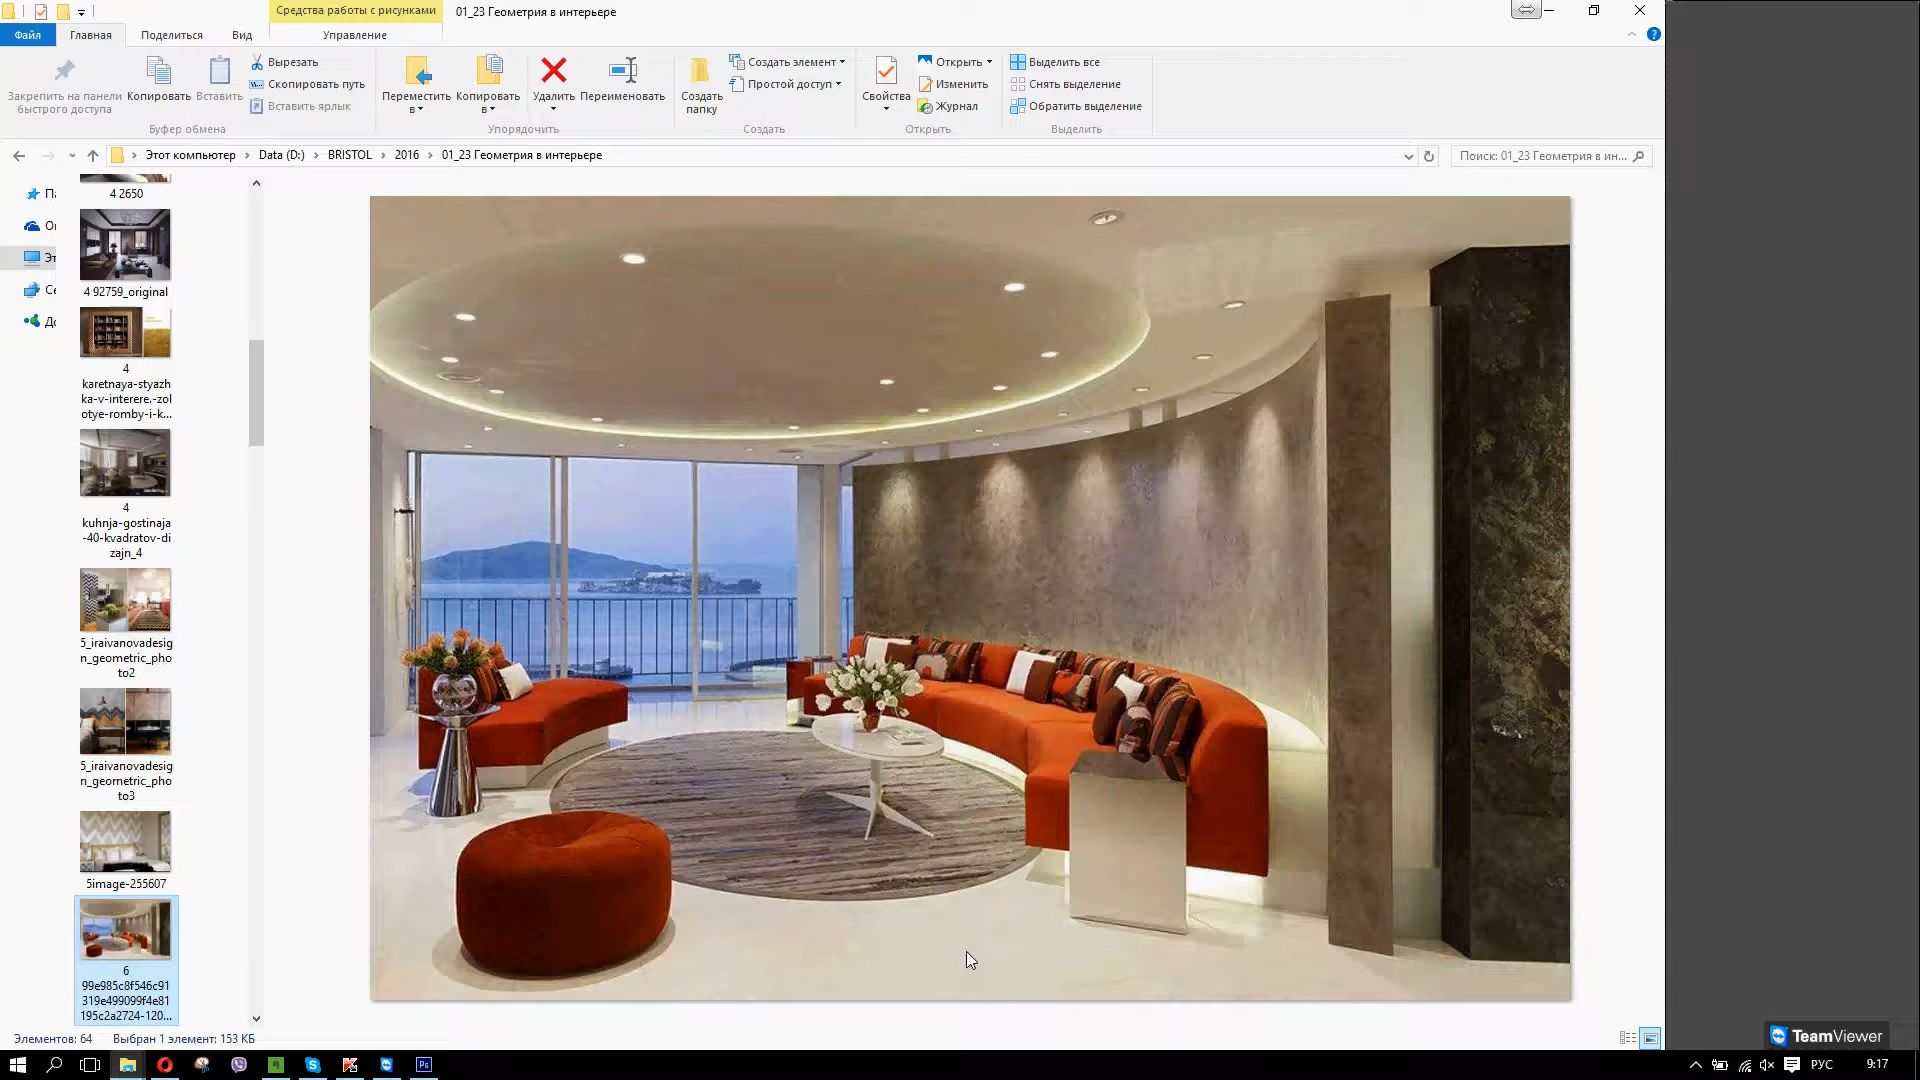 Средства работы с рисунками
01_23 Геометрия в интерьере
Файл
Главная
Поделиться
Вид
Управление
Закрепить на панели
быстрого доступа
Копировать
Вставить
Вырезать
Скопировать путь
Вставить ярлык
Буфер обмена
Переместить
в
Копировать
в
Удалить
Переименовать
Упорядочить
Создать
папку
Создать элемент
Простой доступ
Создать
Свойства
Открыть
Изменить
Журнал
Открыть
Выделить все
Снять выделение
Обратить выделение
Выделить
Этот компьютер
Data (D:)
BRISTOL
2016
01_23 Геометрия в интерьере
Поиск: 01_23 Геометрия в ин...
4 2650
4 92759_original
4
karetnaya-styazh
ka-v-interere.-zol
otye-romby-i-k...
4
kuhnja-gostinaja
-40-kvadratov-di
zajn_4
5_iraivanovadesig
n_geometric_pho
to2
5_iraivanovadesig
n_geometric_pho
to3
5image-255607
6
99e985c8f546c91
319e499099f4e81
195c2a2724-120...
Элементов: 64
Выбран 1 элемент: 153 КБ
TeamViewer
Ps
РУС
9:17